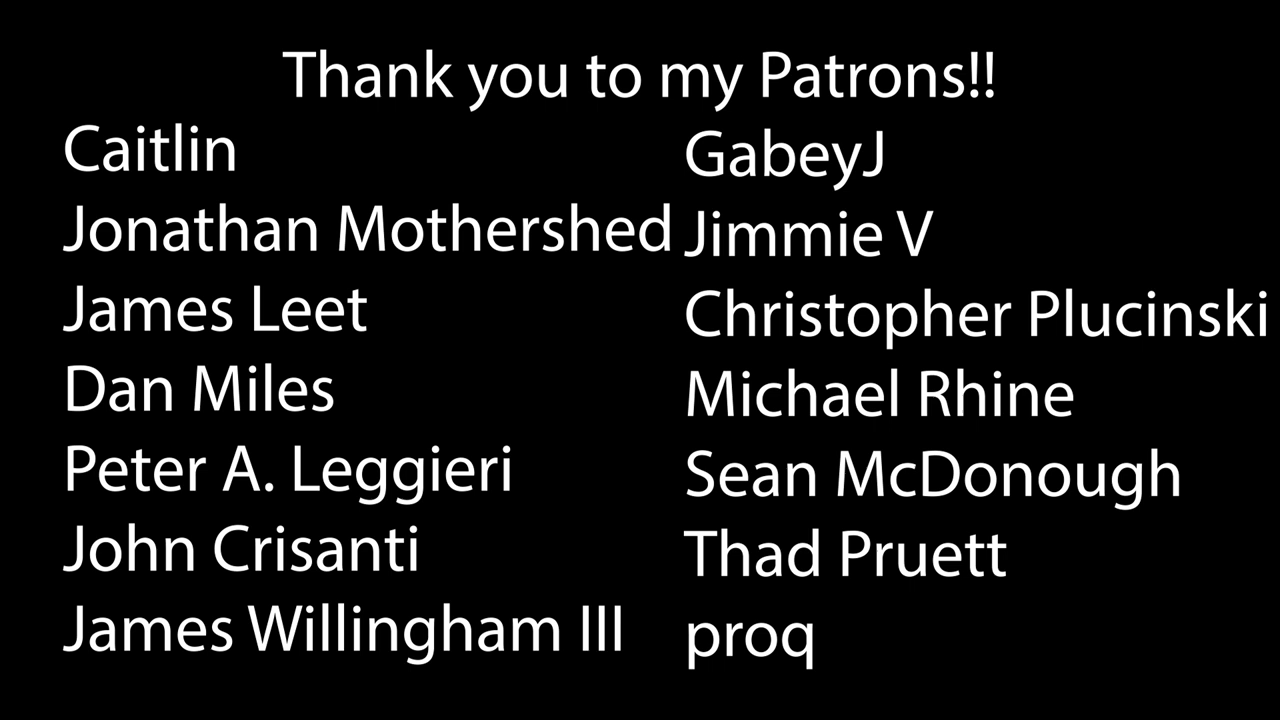 Thank you to my Patrons!!
Caitlin
Jonathan Mothershed
James Leet
Dan Miles
Peter A. Leggieri
John Crisanti
James Willingham III
GabeyJ
Jimmie V
Christopher Plucinski
Michael Rhine
Sean McDonough
Thad Pruett
proq